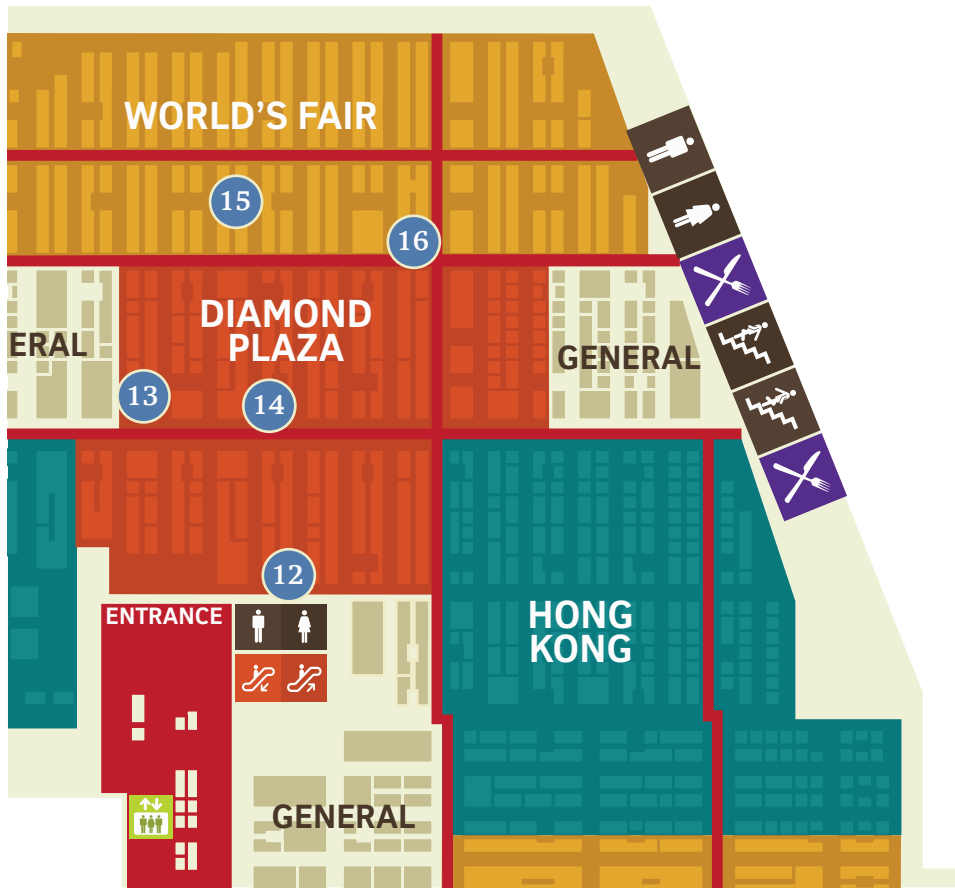 WORLD'S FAIR
15
16
DIAMOND
PLAZA
ERAL
GENERAL
13
14
12
ENTRANCE
HONG
KONG
GENERAL